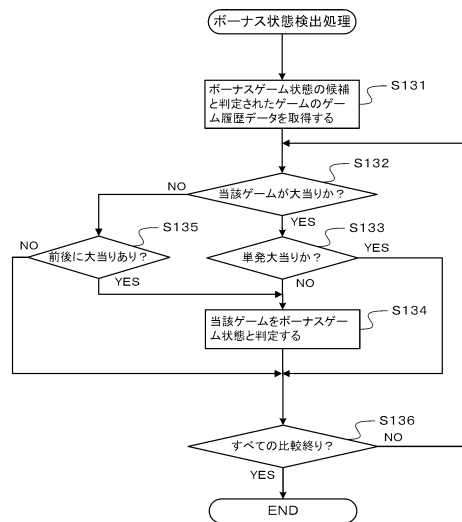 ボーナス状態検出処理
ボーナスゲーム状態の候補
と判定されたゲームのゲー
ム履歴データを取得する
S131
当該ゲームが大当りか？
S132
NO
YES
前後に大当りあり？
S135
NO
YES
単発大当りか？
S133
YES
NO
当該ゲームをボーナスゲー
ム状態と判定する
S134
すべての比較終り？
S136
NO
YES
END